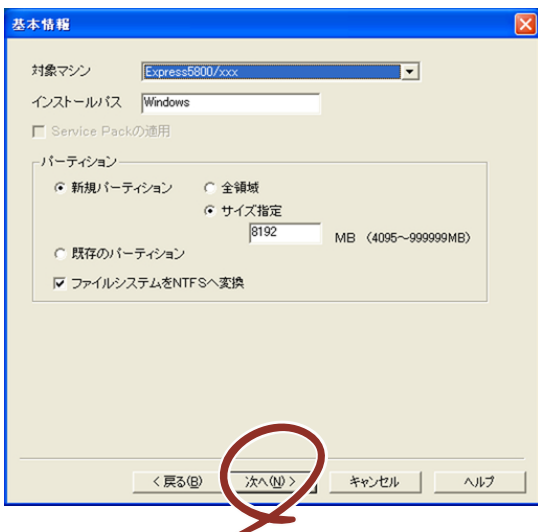 基本情報
対象マシン Express5800/xxx
インストールパス Windows
Service Packの適用
パーティション
新規パーティション 全領域
サイズ指定
8192 MB （4095～999999MB）
既存のパーティション
ファイルシステムをNTFSへ変換
< 戻る(B) 次へ(N) > キャンセル ヘルプ